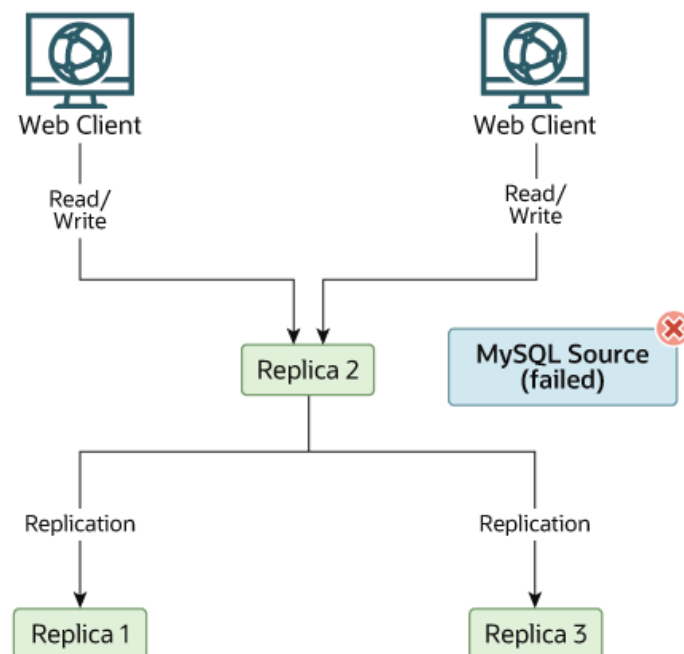 Web Client
Web Client
Read/
Write
Read/
Write
Replica 2
MySQL Source
(failed)
Replication
Replication
Replica 1
Replica 3